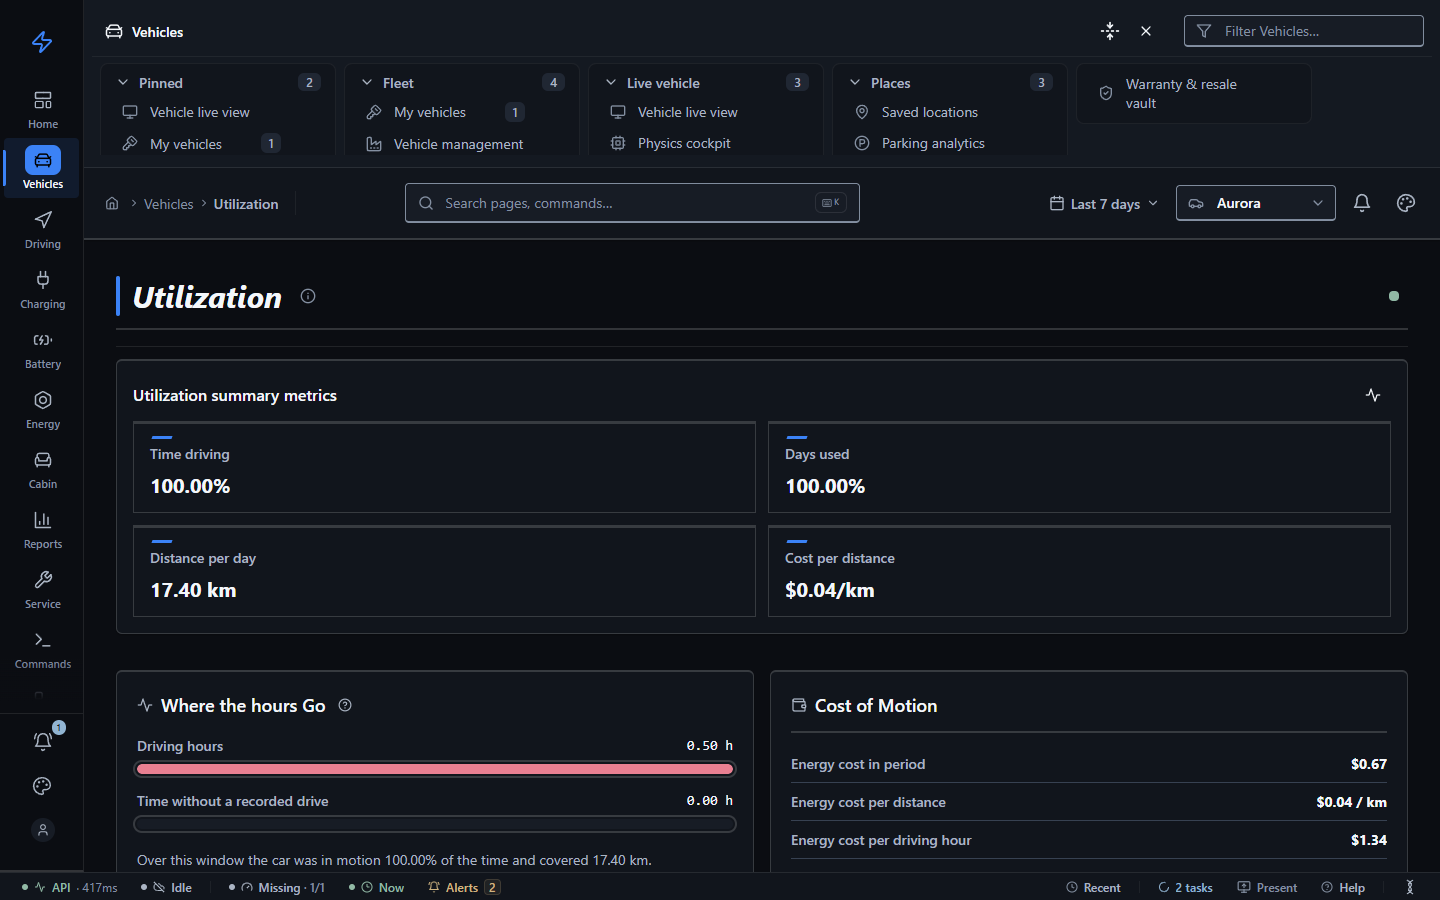 Vehicles
Filter Vehicles...
Pinned 2
Vehicle live view
My vehicles 1
Fleet 4
My vehicles 1
Vehicle management
Live vehicle 3
Vehicle live view
Physics cockpit
Places 3
Saved locations
Parking analytics
Warranty & resale
vault
Home
Vehicles
Driving
Charging
Battery
Energy
Cabin
Reports
Service
Commands
1
Vehicles
Utilization
Search pages, commands...
K
Last 7 days
Aurora
Utilization
Utilization summary metrics
Time driving
100.00%
Days used
100.00%
Distance per day
17.40 km
Cost per distance
$0.04/km
Where the hours Go
Driving hours 0.50 h
Time without a recorded drive 0.00 h
Over this window the car was in motion 100.00% of the time and covered 17.40 km.
Cost of Motion
Energy cost in period $0.67
Energy cost per distance $0.04 / km
Energy cost per driving hour $1.34
API · 417ms
Idle
Missing · 1/1
Now
Alerts 2
Recent
2 tasks
Present
Help